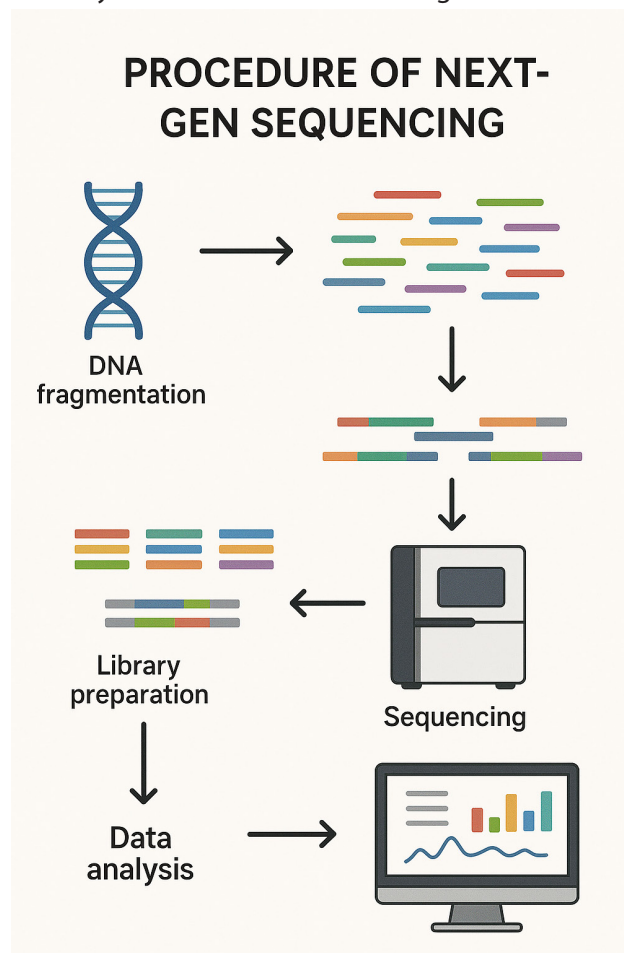 PROCEDURE OF NEXT-
GEN SEQUENCING
DNA
fragmentation
Sequencing
Library
preparation
Data
analysis